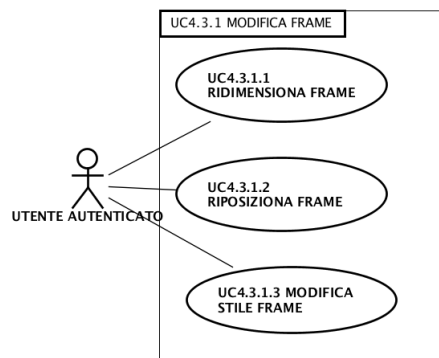 UC4.3.1 MODIFICA FRAME
UC4.3.1.1
RIDIMENSIONA FRAME
UC4.3.1.2
RIPOSIZIONA FRAME
UTENTE AUTENTICATO
UC4.3.1.3 MODIFICA
STILE FRAME